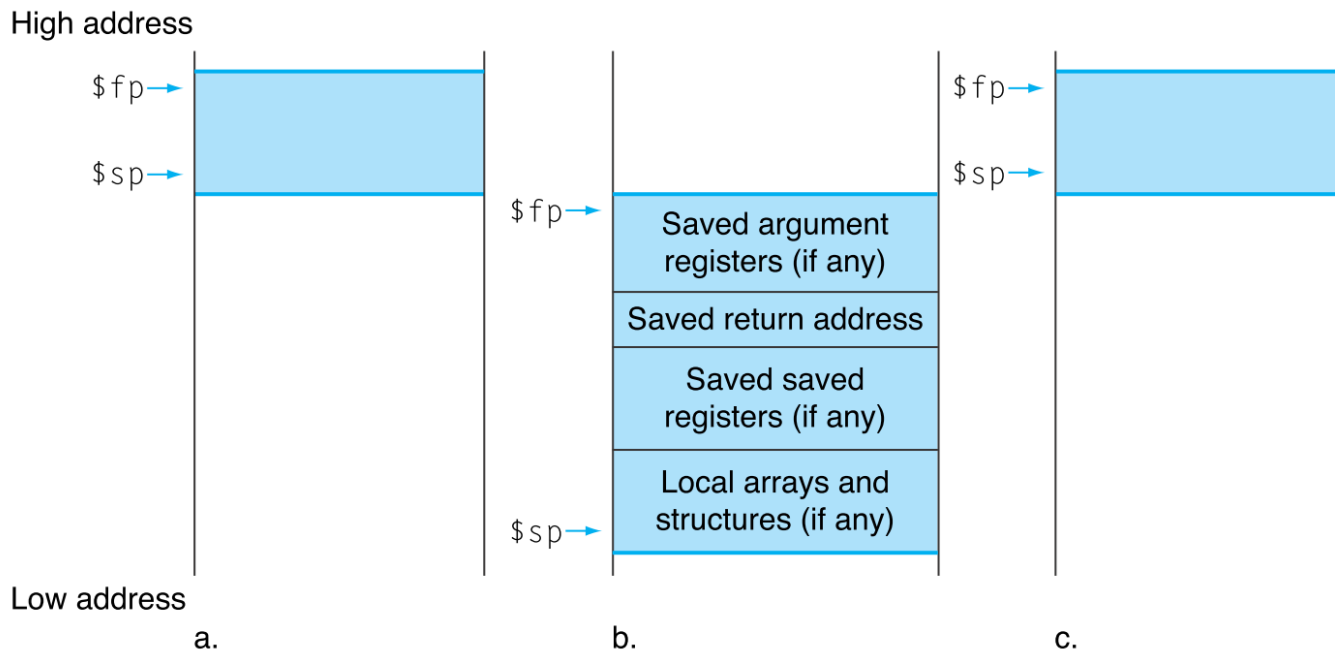 High address
$fp
$sp
$fp
Saved argument
registers (if any)
Saved return address
Saved saved
registers (if any)
Local arrays and
structures (if any)
$sp
$fp
$sp
Low address
a.
b.
c.